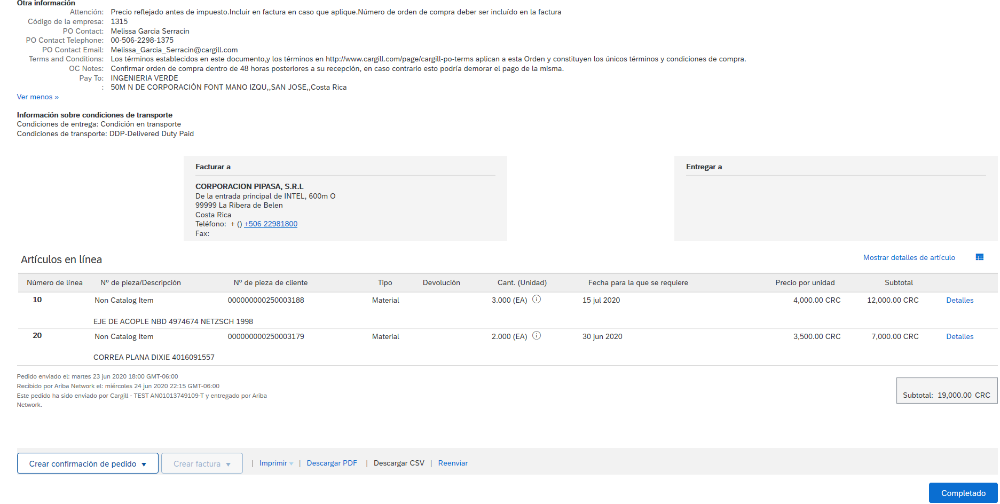 Otra información
Atención: Precio reflejado antes de impuesto.Incluir en factura en caso que aplique.Número de orden de compra deber ser incluído en la factura
Código de la empresa: 1315
PO Contact: Melissa Garcia Serracin
PO Contact Telephone: 00-506-2298-1375
PO Contact Email: Melissa_Garcia_Serracin@cargill.com
Terms and Conditions: Los términos establecidos en este documento,y los términos en http://www.cargill.com/page/cargill-po-terms aplican a esta Orden y constituyen los únicos términos y condiciones de compra.
OC Notes: Confirmar orden de compra dentro de 48 horas posteriores a su recepción, en caso contrario esto podría demorar el pago de la misma.
Pay To: INGENIERIA VERDE
: 50M N DE CORPORACIÓN FONT MANO IZQU,,SAN JOSE,,Costa Rica
Ver menos »
Información sobre condiciones de transporte
Condiciones de entrega: Condición en transporte
Condiciones de transporte: DDP-Delivered Duty Paid
Facturar a
CORPORACION PIPASA, S.R.L
De la entrada principal de INTEL, 600m O
99999 La Ribera de Belen
Costa Rica
Teléfono: + () +506 22981800
Fax:
Entregar a
Artículos en línea
Mostrar detalles de artículo
Número de línea Nº de pieza/Descripción Nº de pieza de cliente Tipo Devolución Cant. (Unidad) Fecha para la que se requiere Precio por unidad Subtotal
10 Non Catalog Item 000000000250003188 Material 3.000 (EA) 15 jul 2020 4,000.00 CRC 12,000.00 CRC Detalles
EJE DE ACOPLE NBD 4974674 NETZSCH 1998
20 Non Catalog Item 000000000250003179 Material 2.000 (EA) 30 jun 2020 3,500.00 CRC 7,000.00 CRC Detalles
CORREA PLANA DIXIE 4016091557
Pedido enviado el: martes 23 jun 2020 18:00 GMT-06:00
Recibido por Ariba Network el: miércoles 24 jun 2020 22:15 GMT-06:00
Este pedido ha sido enviado por Cargill - TEST AN01013749109-T y entregado por Ariba
Network.
Subtotal: 19,000.00 CRC
Crear confirmación de pedido ▼ Crear factura ▼ | Imprimir ▼ | Descargar PDF | Descargar CSV | Reenviar
Completado